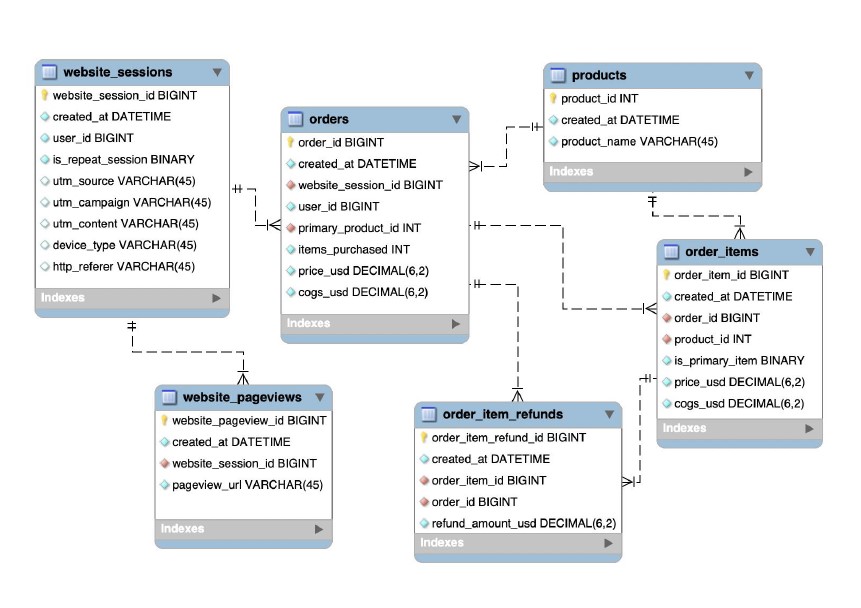 website_sessions
website_session_id BIGINT
created_at DATETIME
user_id BIGINT
is_repeat_session BINARY
utm_source VARCHAR(45)
utm_campaign VARCHAR(45)
utm_content VARCHAR(45)
device_type VARCHAR(45)
http_referer VARCHAR(45)
Indexes
orders
order_id BIGINT
created_at DATETIME
website_session_id BIGINT
user_id BIGINT
primary_product_id INT
items_purchased INT
price_usd DECIMAL(6,2)
cogs_usd DECIMAL(6,2)
Indexes
products
product_id INT
created_at DATETIME
product_name VARCHAR(45)
Indexes
order_items
order_item_id BIGINT
created_at DATETIME
order_id BIGINT
product_id INT
is_primary_item BINARY
price_usd DECIMAL(6,2)
cogs_usd DECIMAL(6,2)
Indexes
website_pageviews
website_pageview_id BIGINT
created_at DATETIME
website_session_id BIGINT
pageview_url VARCHAR(45)
Indexes
order_item_refunds
order_item_refund_id BIGINT
created_at DATETIME
order_item_id BIGINT
order_id BIGINT
refund_amount_usd DECIMAL(6,2)
Indexes